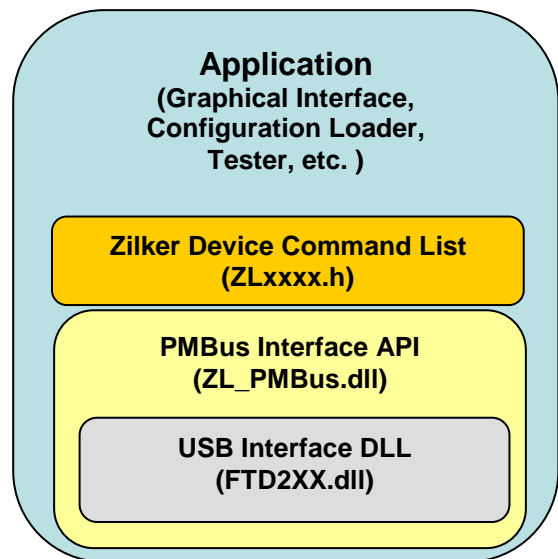 Application
(Graphical Interface,
Configuration Loader,
Tester, etc. )
Zilker Device Command List
(ZLxxxx.h)
PMBus Interface API
(ZL_PMBus.dll)
USB Interface DLL
(FTD2XX.dll)